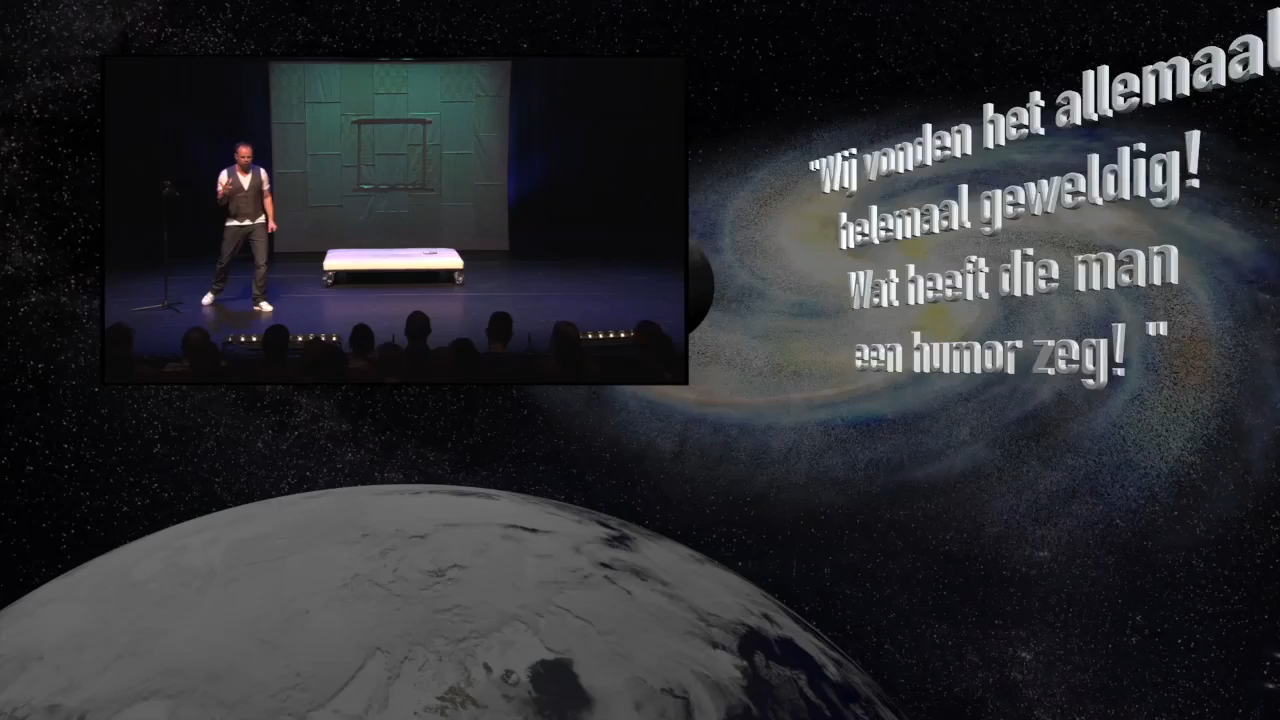 "Wij vonden het allemaal
helemaal geweldig!
Wat heeft die man
een humor zeg! "